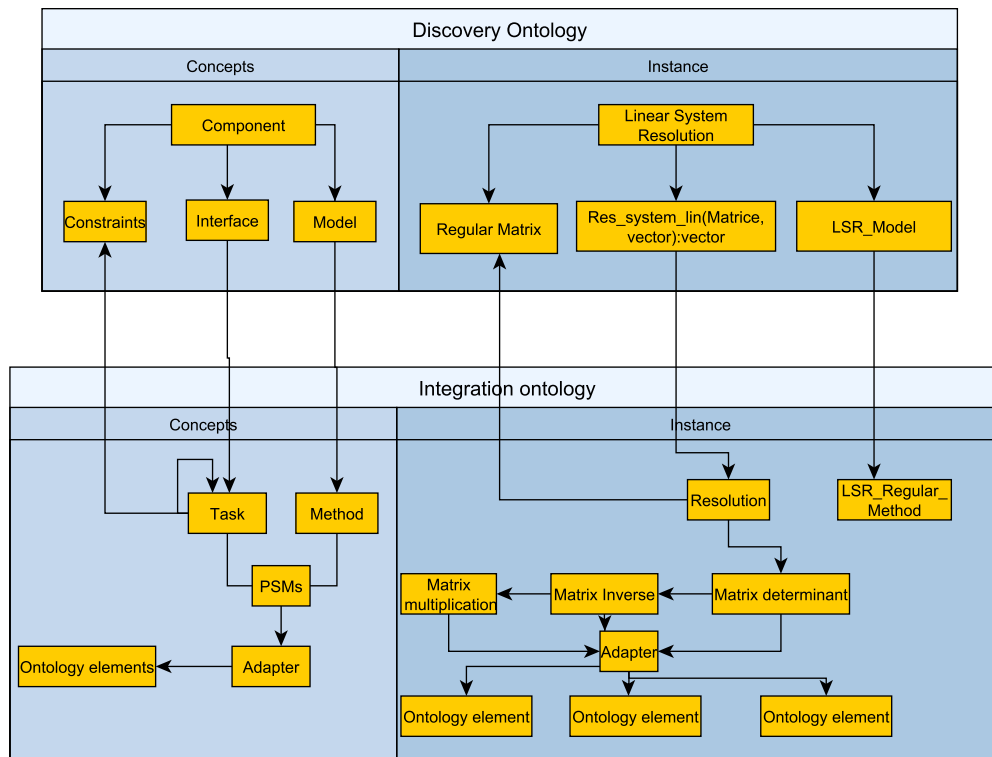 Discovery Ontology
Concepts
Instance
Component
Linear System
Resolution
Constraints
Interface
Model
Regular Matrix
Res_system_lin(Matrice,
vector):vector
LSR_Model
Integration ontology
Concepts
Instance
Task
Method
Resolution
LSR_Regular_
Method
PSMs
Matrix
multiplication
Matrix Inverse
Matrix determinant
Ontology elements
Adapter
Adapter
Ontology element
Ontology element
Ontology element